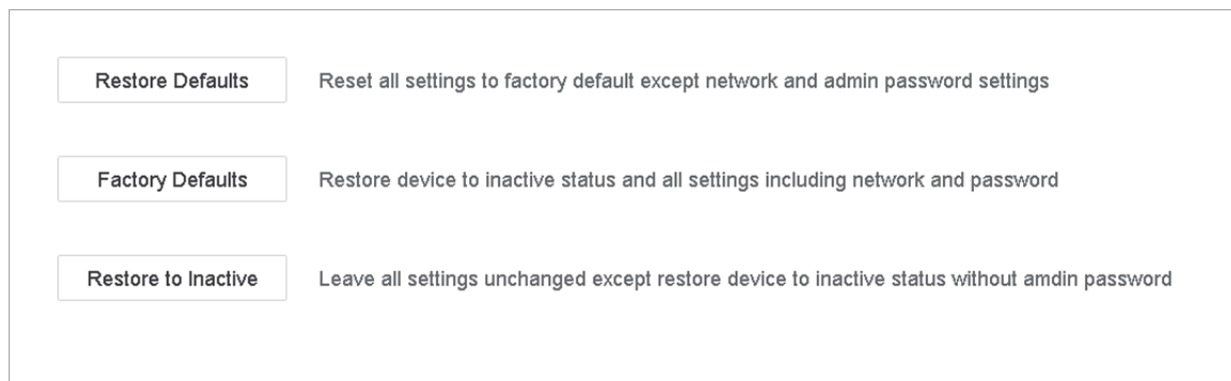 Restore Defaults Reset all settings to factory default except network and admin password settings
Factory Defaults Restore device to inactive status and all settings including network and password
Restore to Inactive Leave all settings unchanged except restore device to inactive status without amdin password